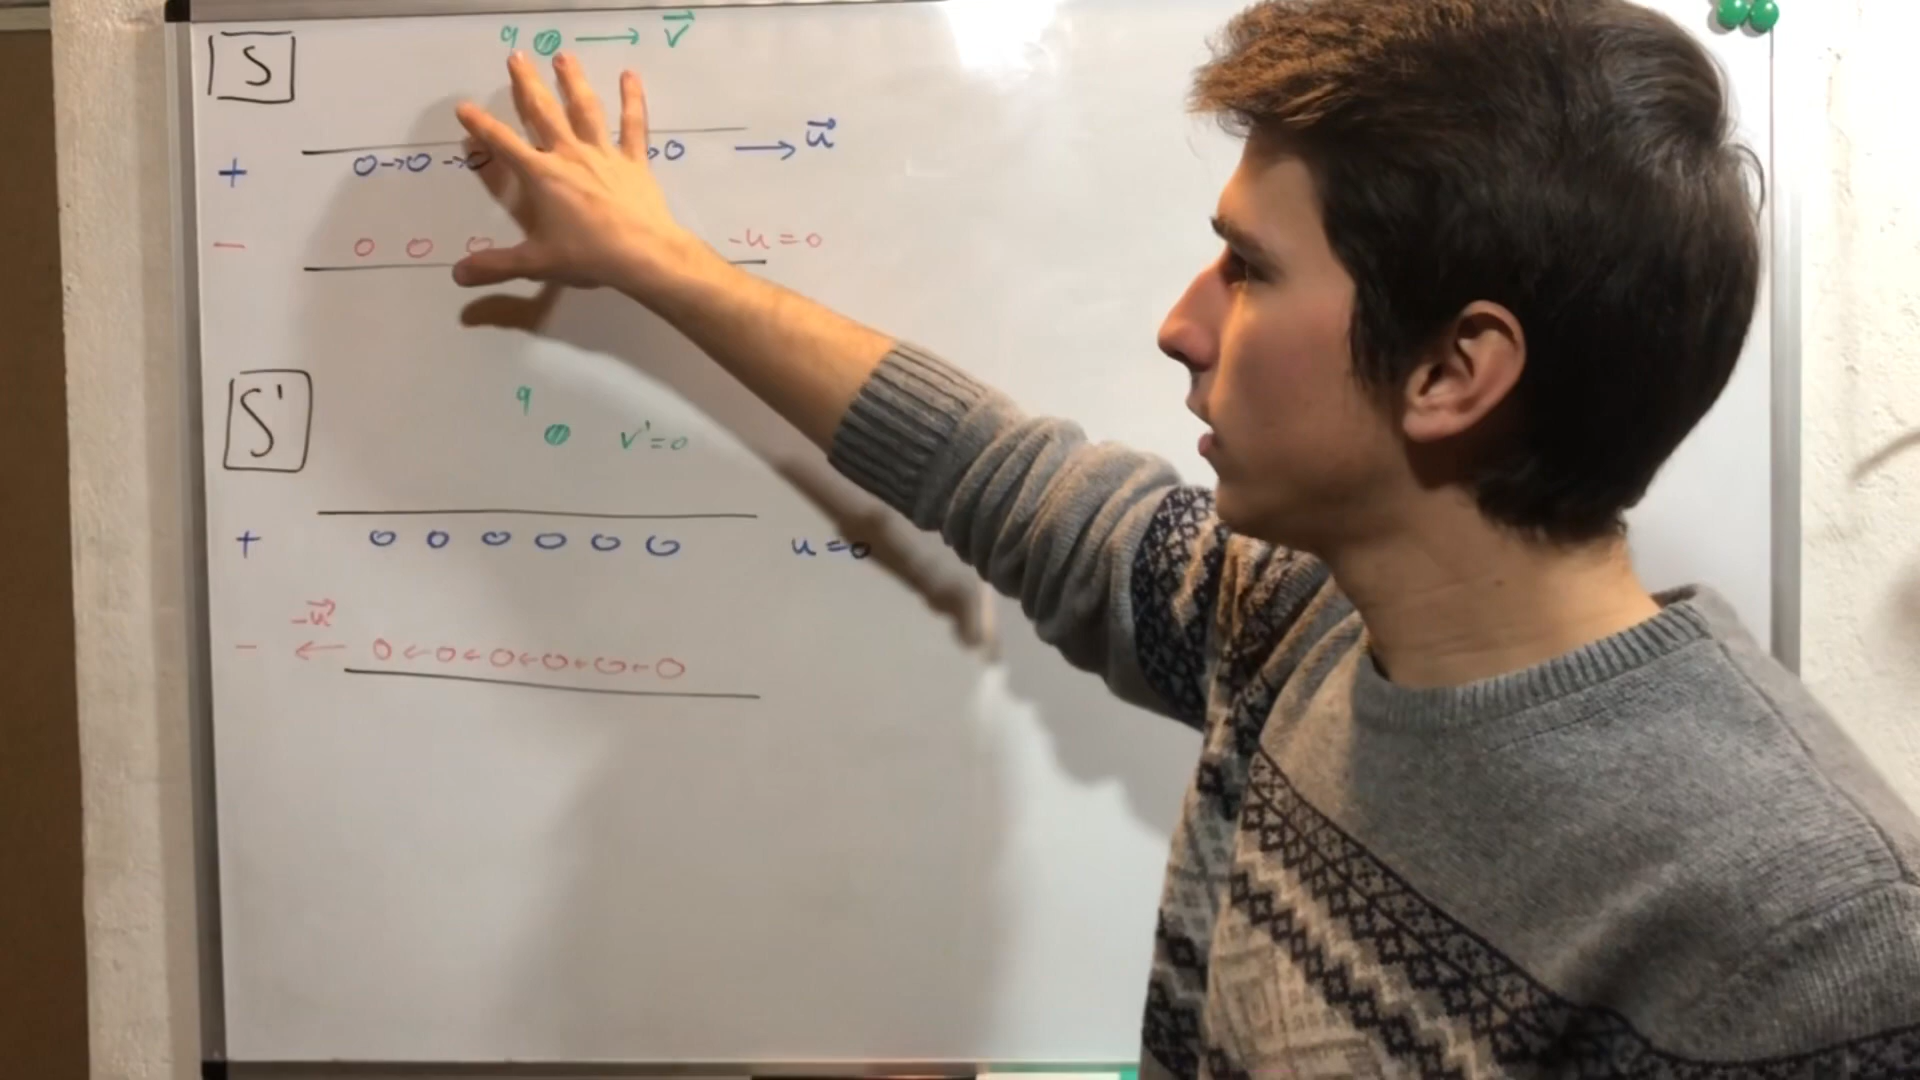 S
q → v⃗
+ o→o→o →o → u⃗
- o o o -u=0
S'
q
v'=0
+ o o o o o o u=0
-u⃗
- ← o←o←o←o←o←o